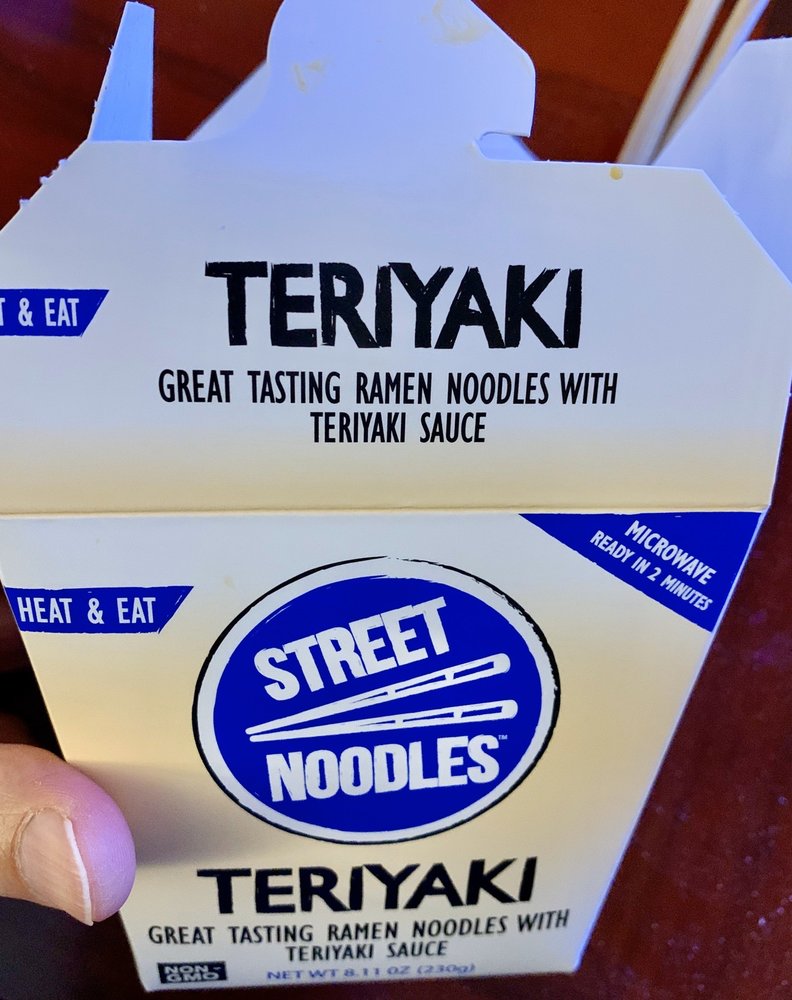 TERIYAKI
T & EAT
GREAT TASTING RAMEN NOODLES WITH
TERIYAKI SAUCE
MICROWAVE
READY IN 2 MINUTES
HEAT & EAT
STREET
NOODLES™
TERIYAKI
GREAT TASTING RAMEN NOODLES WITH
TERIYAKI SAUCE
NON-
GMO
NET WT 8.11 OZ (230g)